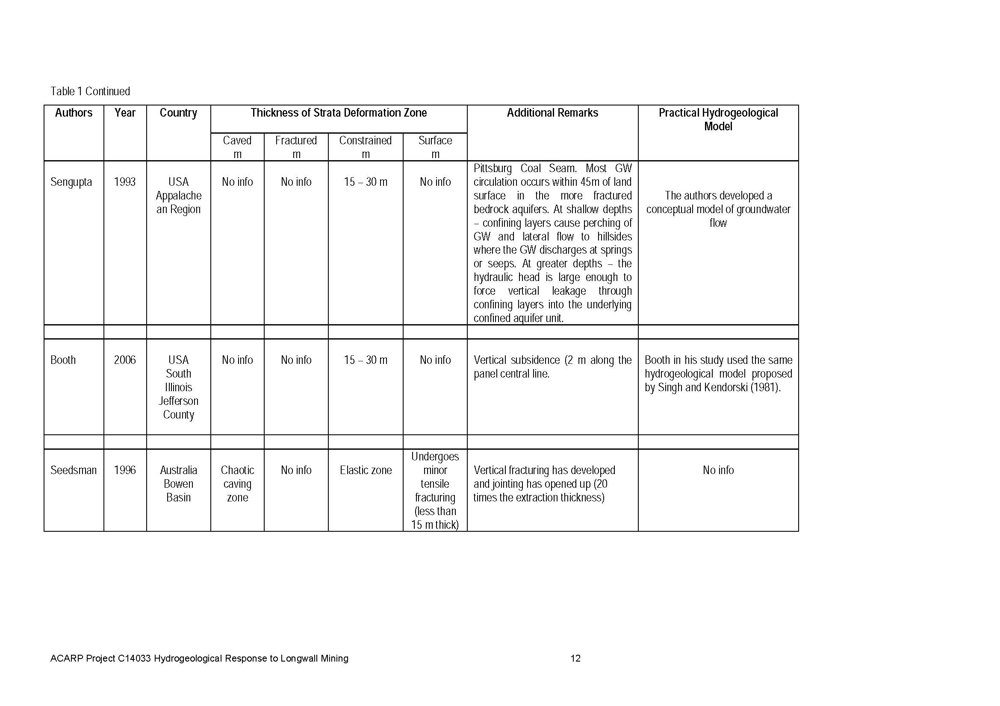 Table 1 Continued
Authors Year Country Thickness of Strata Deformation Zone Additional Remarks Practical Hydrogeological
Model
Caved Fractured Constrained Surface
m m m m
Sengupta 1993 USA
Appalache
an Region
No info No info 15 – 30 m No info
Pittsburg Coal Seam. Most GW
circulation occurs within 45m of land
surface in the more fractured
bedrock aquifers. At shallow depths
– confining layers cause perching of
GW and lateral flow to hillsides
where the GW discharges at springs
or seeps. At greater depths – the
hydraulic head is large enough to
force vertical leakage through
confining layers into the underlying
confined aquifer unit.
The authors developed a
conceptual model of groundwater
flow
Booth 2006 USA
South
Illinois
Jefferson
County
No info No info 15 – 30 m No info
Vertical subsidence (2 m along the
panel central line.
Booth in his study used the same
hydrogeological model proposed
by Singh and Kendorski (1981).
Seedsman 1996 Australia
Bowen
Basin
Chaotic
caving
zone
No info Elastic zone
Undergoes
minor
tensile
fracturing
(less than
15 m thick)
Vertical fracturing has developed
and jointing has opened up (20
times the extraction thickness)
No info
ACARP Project C14033 Hydrogeological Response to Longwall Mining 12